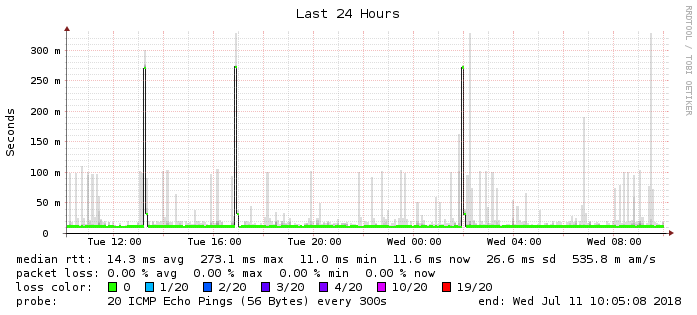 Last 24 Hours
RRDTOOL / TOBI OETIKER
Seconds
300 m
250 m
200 m
150 m
100 m
50 m
0
Tue 12:00 Tue 16:00 Tue 20:00 Wed 00:00 Wed 04:00 Wed 08:00
median rtt: 14.3 ms avg 273.1 ms max 11.0 ms min 11.6 ms now 26.6 ms sd 535.8 m am/s
packet loss: 0.00 % avg 0.00 % max 0.00 % min 0.00 % now
loss color: 0 1/20 2/20 3/20 4/20 10/20 19/20
probe: 20 ICMP Echo Pings (56 Bytes) every 300s end: Wed Jul 11 10:05:08 2018